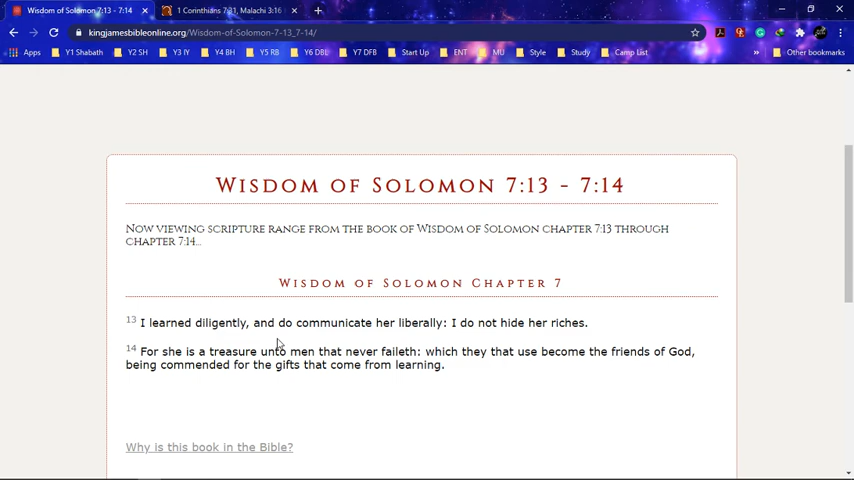 Wisdom of Solomon 7:13 - 7:14
1 Corinthians 7:31, Malachi 3:16
kingjamesbibleonline.org/Wisdom-of-Solomon-7-13_7-14/
Apps Y1 Shabath Y2 SH Y3 IY Y4 BH Y5 RB Y6 DBL Y7 DFB Start Up ENT MU Style Study Camp List » Other bookmarks
Wisdom of Solomon 7:13 - 7:14
Now viewing scripture range from the book of Wisdom of Solomon chapter 7:13 through
chapter 7:14...
Wisdom of Solomon Chapter 7
13 I learned diligently, and do communicate her liberally: I do not hide her riches.
14 For she is a treasure unto men that never faileth: which they that use become the friends of God,
being commended for the gifts that come from learning.
Why is this book in the Bible?